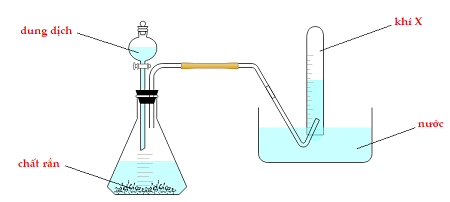 dung dịch
khí X
nước
chất rắn